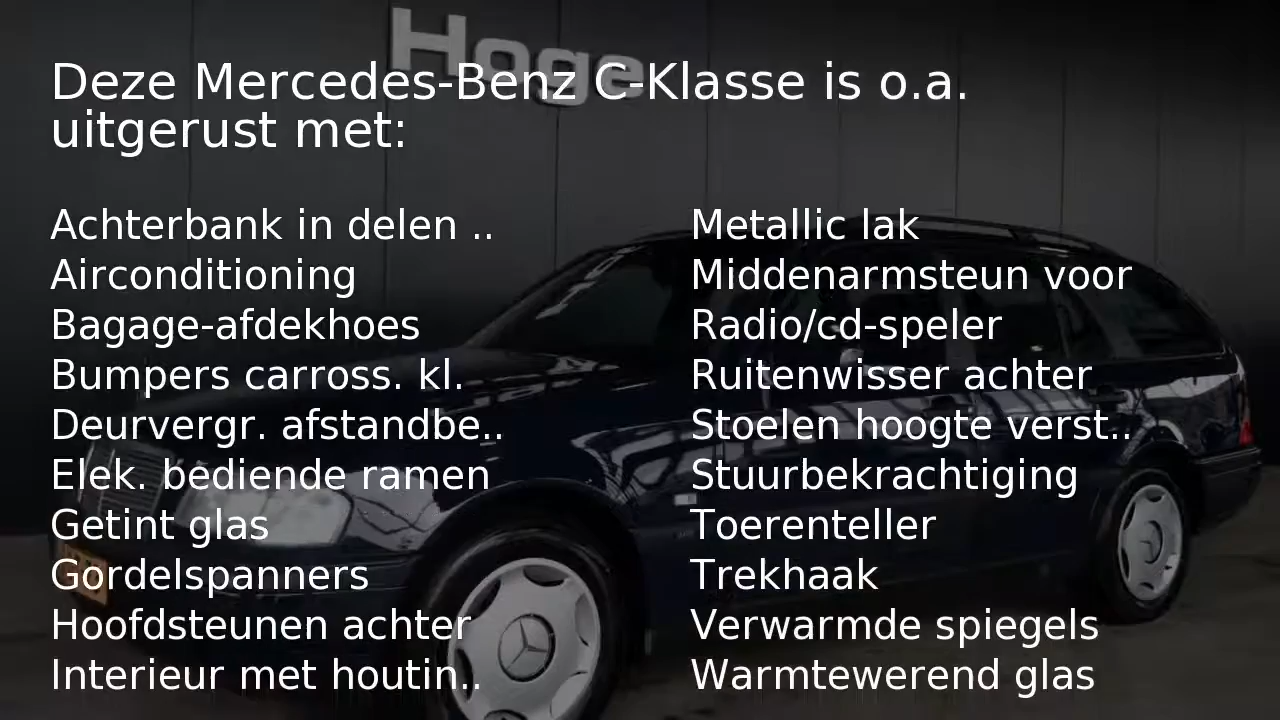 Hoge
Deze Mercedes-Benz C-Klasse is o.a.
uitgerust met:
Achterbank in delen ..
Airconditioning
Bagage-afdekhoes
Bumpers carross. kl.
Deurvergr. afstandbe..
Elek. bediende ramen
Getint glas
Gordelspanners
Hoofdsteunen achter
Interieur met houtin..
Metallic lak
Middenarmsteun voor
Radio/cd-speler
Ruitenwisser achter
Stoelen hoogte verst..
Stuurbekrachtiging
Toerenteller
Trekhaak
Verwarmde spiegels
Warmtewerend glas